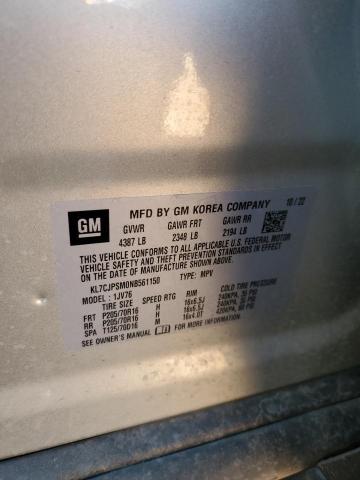 GM
MFD BY GM KOREA COMPANY 10 / 22
GVWR GAWR FRT GAWR RR
4387 LB 2348 LB 2194 LB
THIS VEHICLE CONFORMS TO ALL APPLICABLE U.S. FEDERAL MOTOR
VEHICLE SAFETY, BUMPER, AND THEFT PREVENTION STANDARDS IN EFFECT
ON THE DATE OF MANUFACTURE SHOWN ABOVE.
KL7CJPSM0NB561150 TYPE: MPV
MODEL: 1JV76
TIRE SIZE SPEED RTG RIM COLD TIRE PRESSURE
FRT P205/70R16 H 16x6.5J 240KPA, 35 PSI
RR P205/70R16 H 16x6.5J 240KPA, 35 PSI
SPA T125/70D16 M 16x4.0T 420KPA, 60 PSI
SEE OWNER'S MANUAL FOR ADDITIONAL INFORMATION.